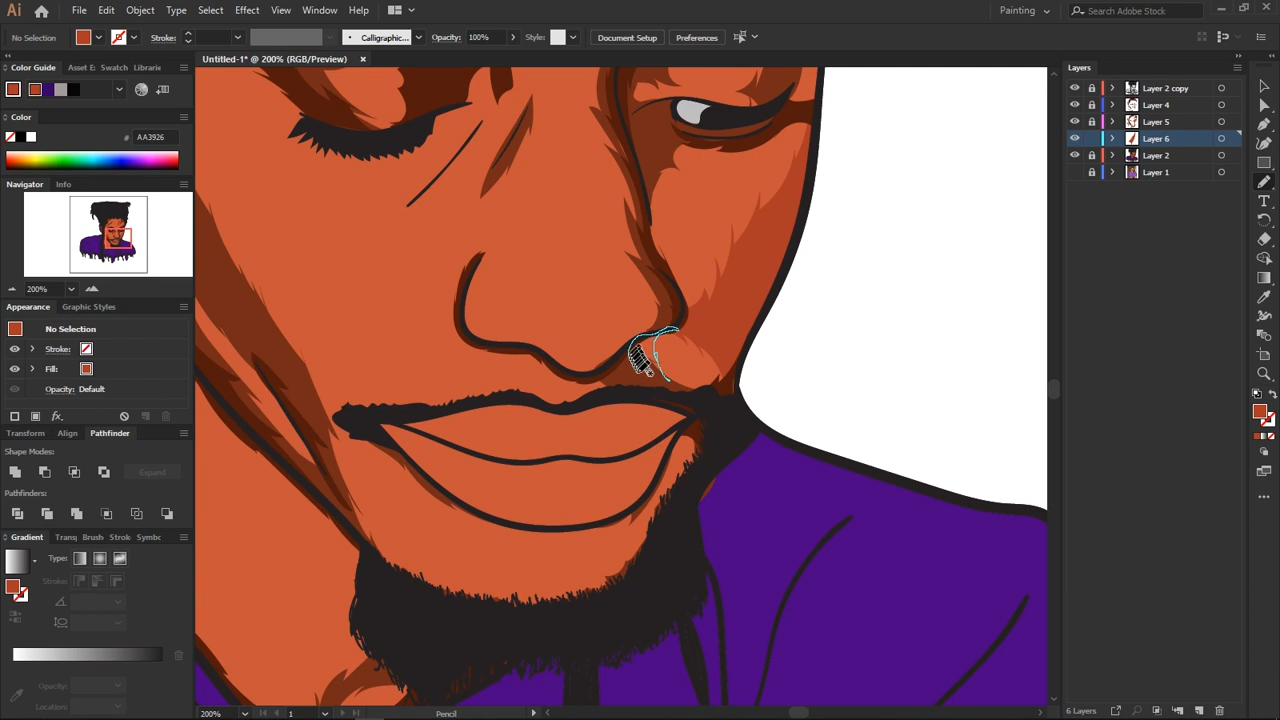 Ai File Edit Object Type Select Effect View Window Help Painting Search Adobe Stock
No Selection Stroke: Calligraphic... Opacity: 100% Style: Document Setup Preferences
Untitled-1* @ 200% (RGB/Preview)
Color Guide Asset E: Swatch Librarie
Color
# AA3926
Navigator Info
200%
Appearance Graphic Styles
No Selection
Stroke:
Fill:
Opacity: Default
fx.
Transform Align Pathfinder
Shape Modes:
Expand
Pathfinders:
Gradient Transp Brush Strok Symbc
Type:
Stroke:
Opacity:
Location:
Layers
Layer 2 copy
Layer 4
Layer 5
Layer 6
Layer 2
Layer 1
200% 1 Pencil
6 Layers